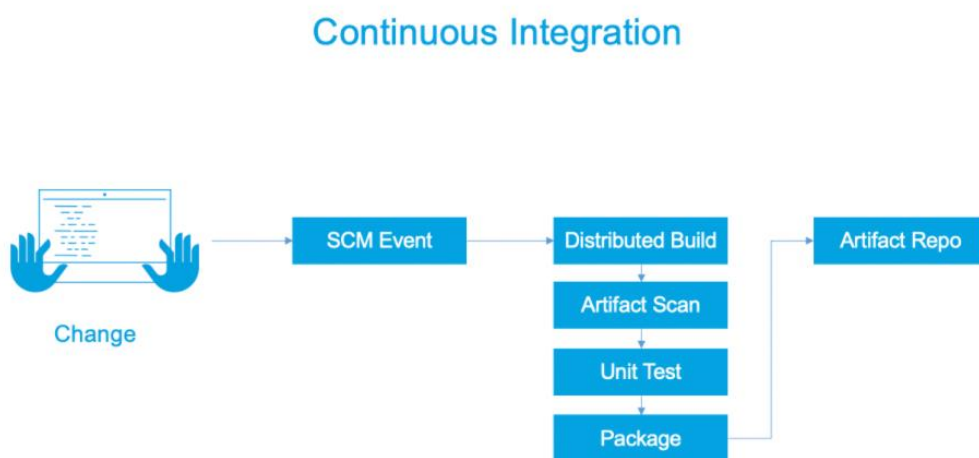 Continuous Integration
Change
SCM Event
Distributed Build
Artifact Scan
Unit Test
Package
Artifact Repo